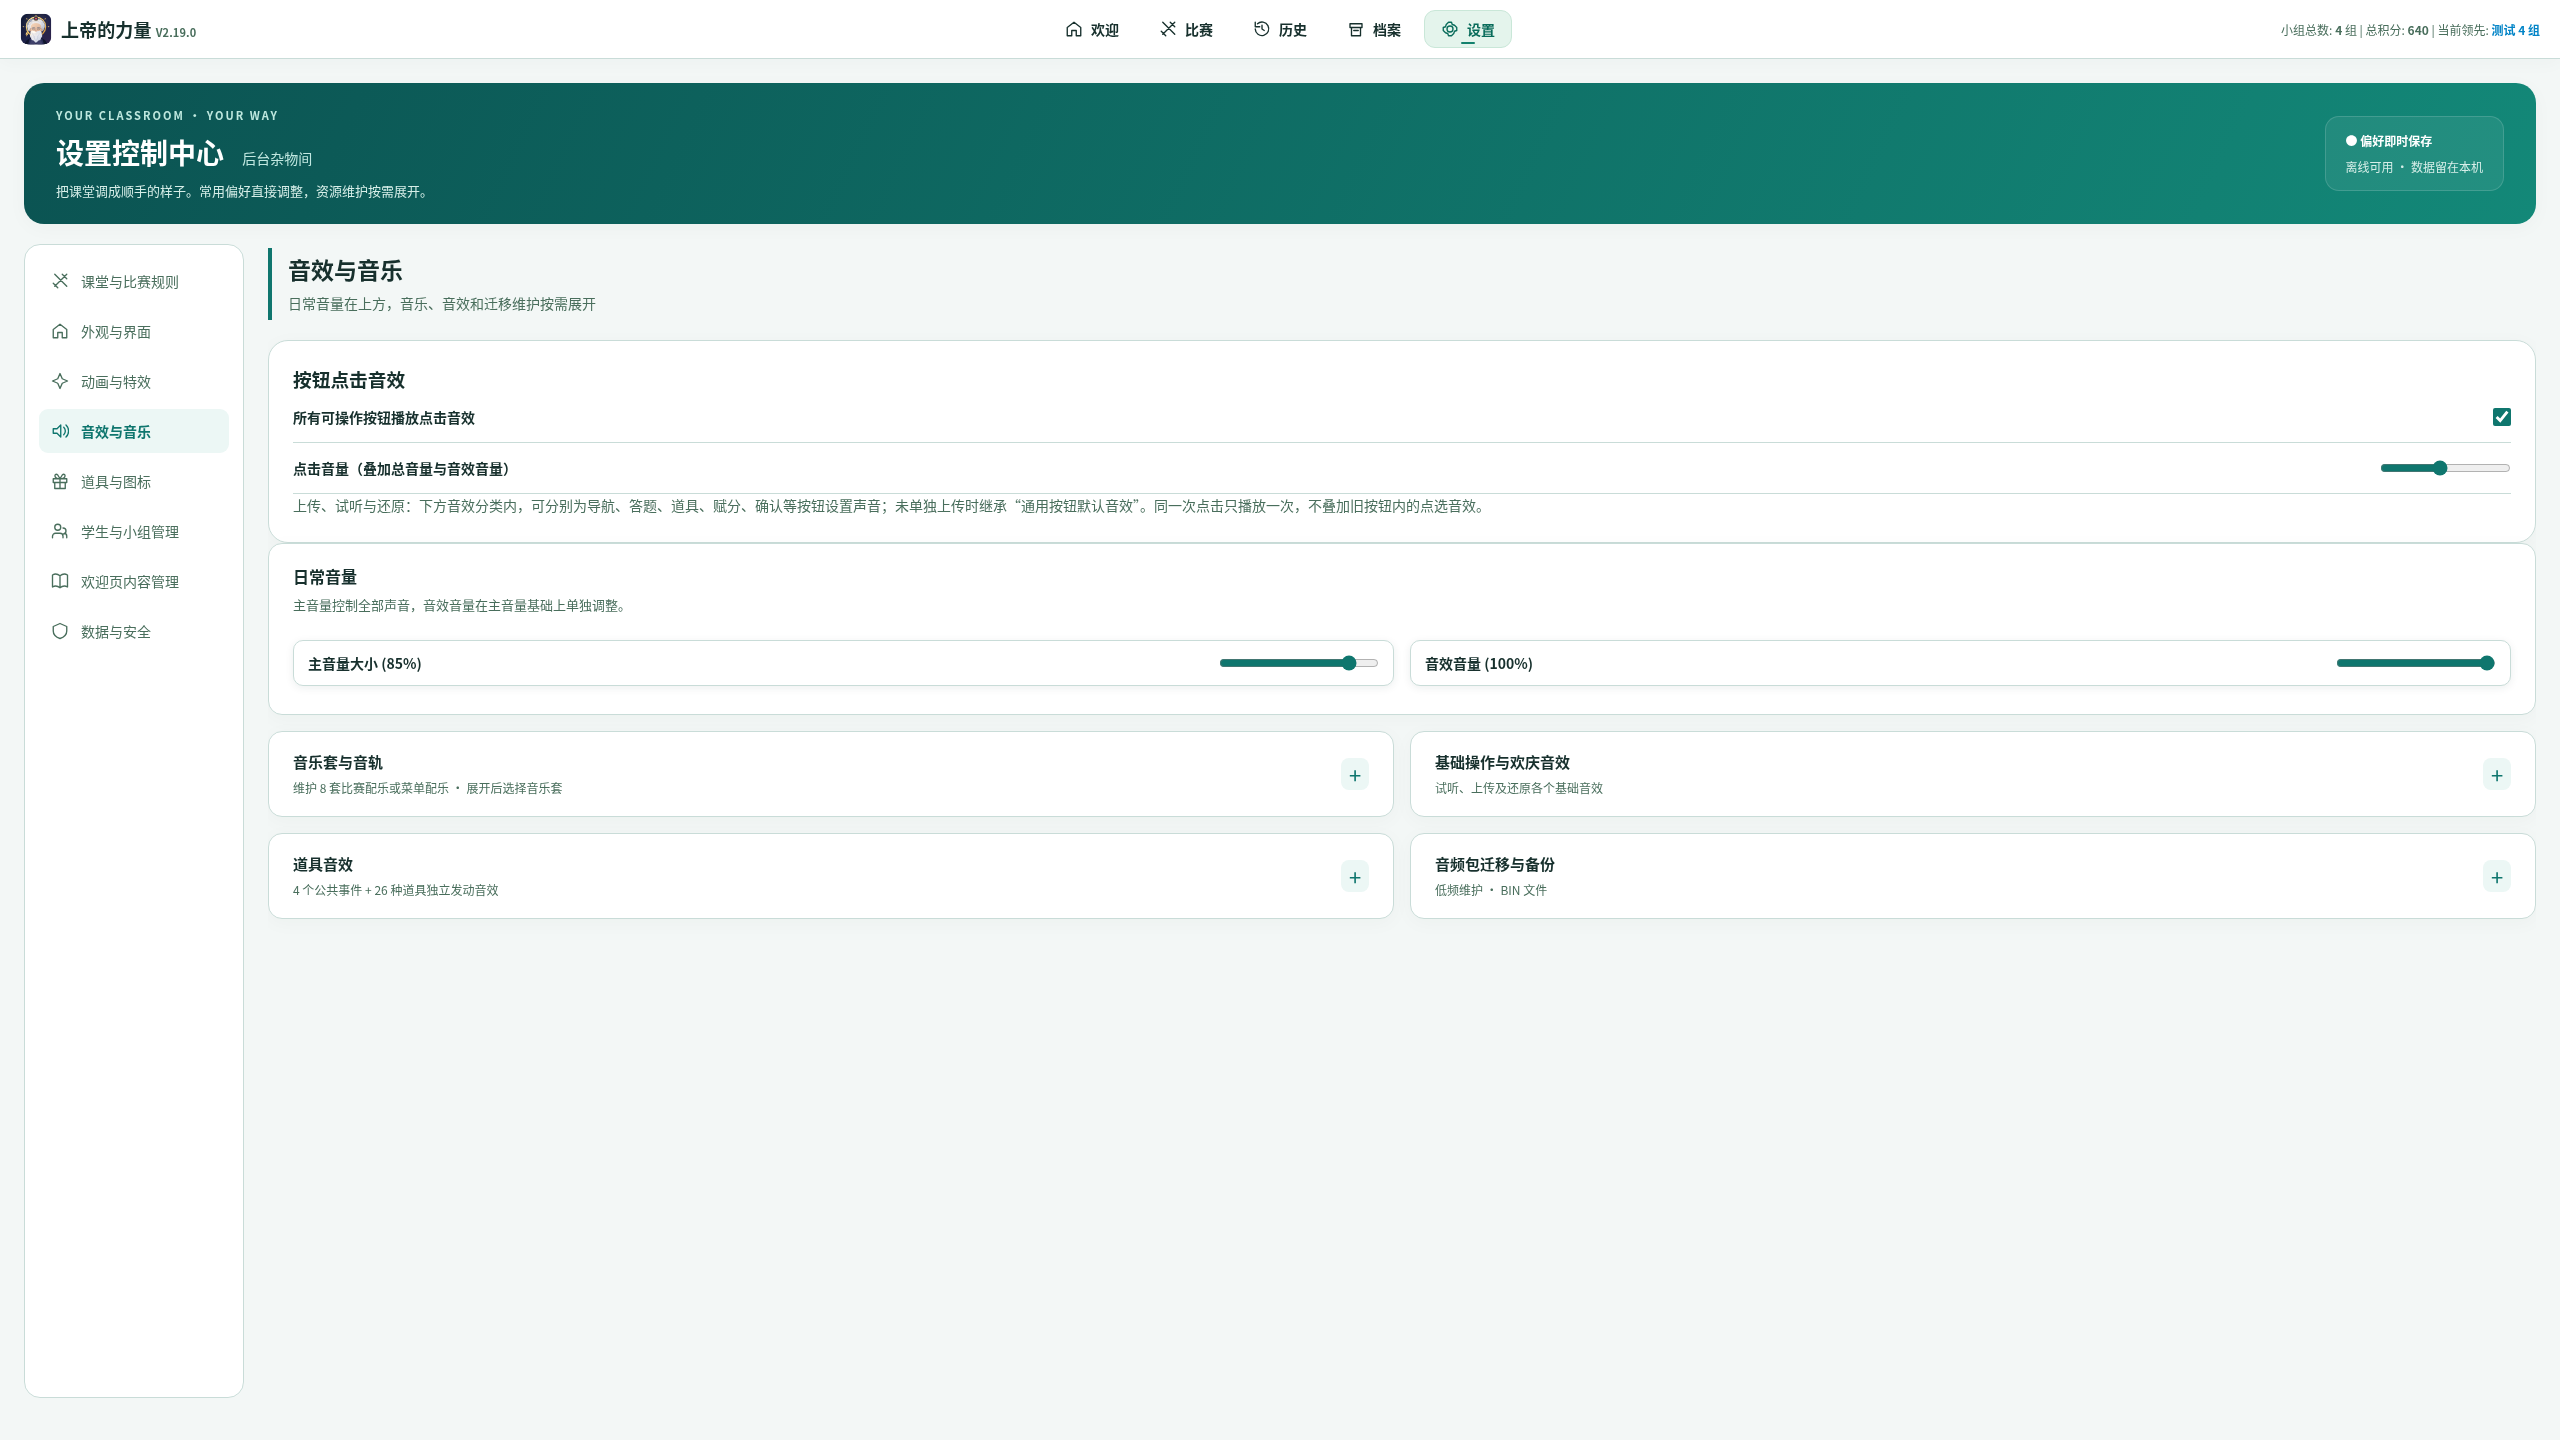 上帝的力量 V2.19.0
欢迎
比赛
历史
档案
设置
小组总数: 4 组 | 总积分: 640 | 当前领先: 测试 4 组
YOUR CLASSROOM · YOUR WAY
设置控制中心 后台杂物间
把课堂调成顺手的样子。常用偏好直接调整，资源维护按需展开。
偏好即时保存
离线可用 · 数据留在本机
课堂与比赛规则
外观与界面
动画与特效
音效与音乐
道具与图标
学生与小组管理
欢迎页内容管理
数据与安全
音效与音乐
日常音量在上方，音乐、音效和迁移维护按需展开
按钮点击音效
所有可操作按钮播放点击音效
点击音量（叠加总音量与音效音量）
上传、试听与还原：下方音效分类内，可分别为导航、答题、道具、赋分、确认等按钮设置声音；未单独上传时继承“通用按钮默认音效”。同一次点击只播放一次，不叠加旧按钮内的点选音效。
日常音量
主音量控制全部声音，音效音量在主音量基础上单独调整。
主音量大小 (85%)
音效音量 (100%)
音乐套与音轨
维护 8 套比赛配乐或菜单配乐 · 展开后选择音乐套
+
基础操作与欢庆音效
试听、上传及还原各个基础音效
+
道具音效
4 个公共事件 + 26 种道具独立发动音效
+
音频包迁移与备份
低频维护 · BIN 文件
+